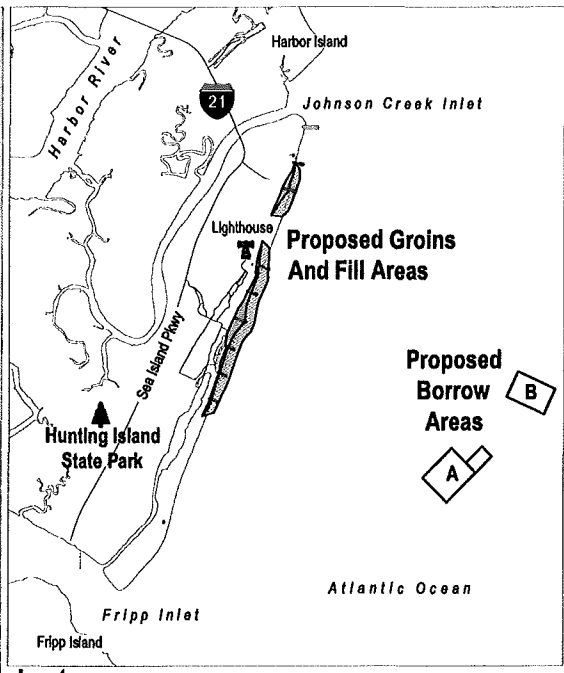 Harbor Island
Harbor River
21
Johnson Creek Inlet
Lighthouse
Proposed Groins
And Fill Areas
Sea Island Pkwy
Proposed
Borrow
Areas
B
A
Hunting Island
State Park
Atlantic Ocean
Fripp Inlet
Fripp Island